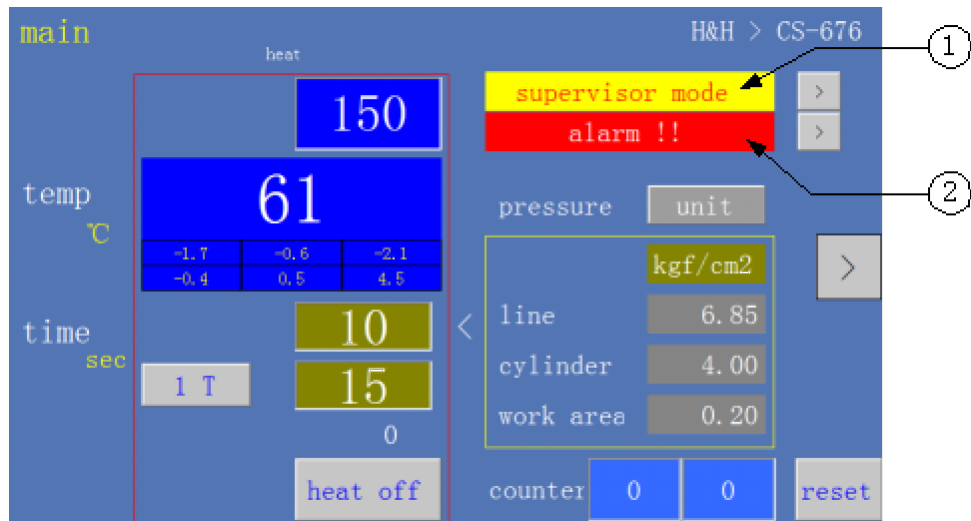 main
H&H > CS-676
①
heat
150
supervisor mode
>
alarm !!
>
②
temp
℃
61
-1.7 -0.6 -2.1
-0.4 0.5 4.5
pressure unit
kgf/cm2
>
time
sec
10
<
line 6.85
1 T
15
cylinder 4.00
0
work area 0.20
heat off
counter 0 0 reset